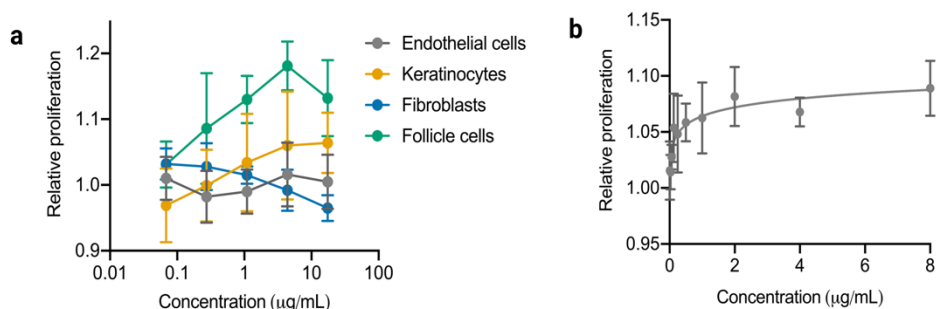 a
Relative proliferation
1.2
1.1
1.0
0.9
0.01
0.1
1
10
100
Concentration (μg/mL)
Endothelial cells
Keratinocytes
Fibroblasts
Follicle cells
b
Relative proliferation
1.15
1.10
1.05
1.00
0.95
0
2
4
6
8
Concentration (μg/mL)